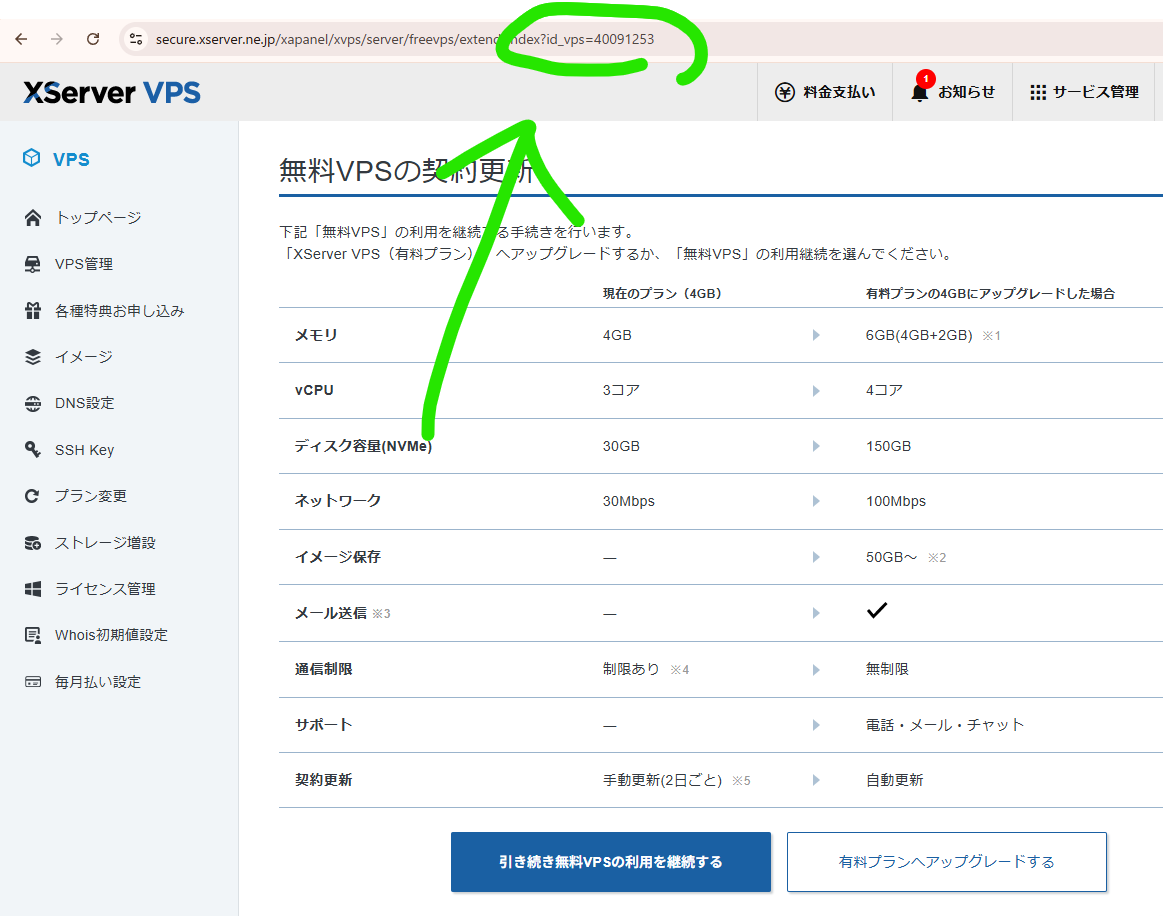 secure.xserver.ne.jp/xapanel/xvps/server/freevps/extend/index?id_vps=40091253
XServer VPS
料金支払い
1
お知らせ
サービス管理
VPS
トップページ
VPS管理
各種特典お申し込み
イメージ
DNS設定
SSH Key
プラン変更
ストレージ増設
ライセンス管理
Whois初期値設定
毎月払い設定
無料VPSの契約更新
下記「無料VPS」の利用を継続する手続きを行います。
「XServer VPS（有料プラン）」へアップグレードするか、「無料VPS」の利用継続を選んでください。
現在のプラン（4GB） 有料プランの4GBにアップグレードした場合
メモリ 4GB 6GB(4GB+2GB) ※1
vCPU 3コア 4コア
ディスク容量(NVMe) 30GB 150GB
ネットワーク 30Mbps 100Mbps
イメージ保存 — 50GB〜 ※2
メール送信 ※3 —
通信制限 制限あり ※4 無制限
サポート — 電話・メール・チャット
契約更新 手動更新(2日ごと) ※5 自動更新
引き続き無料VPSの利用を継続する
有料プランへアップグレードする